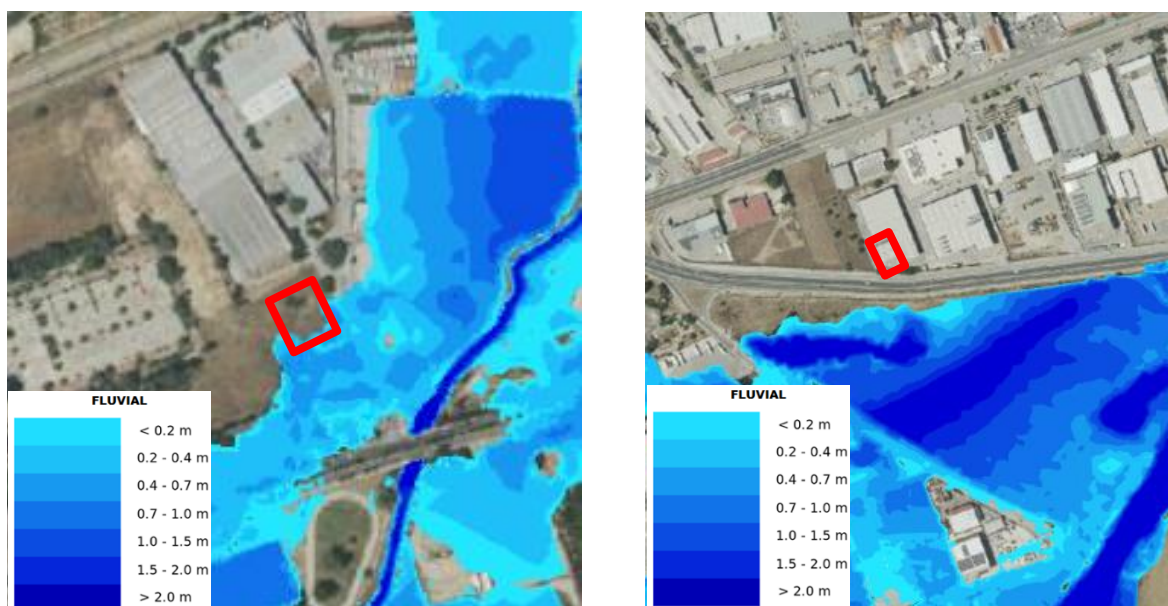 FLUVIAL
< 0.2 m
0.2 - 0.4 m
0.4 - 0.7 m
0.7 - 1.0 m
1.0 - 1.5 m
1.5 - 2.0 m
> 2.0 m
FLUVIAL
< 0.2 m
0.2 - 0.4 m
0.4 - 0.7 m
0.7 - 1.0 m
1.0 - 1.5 m
1.5 - 2.0 m
> 2.0 m